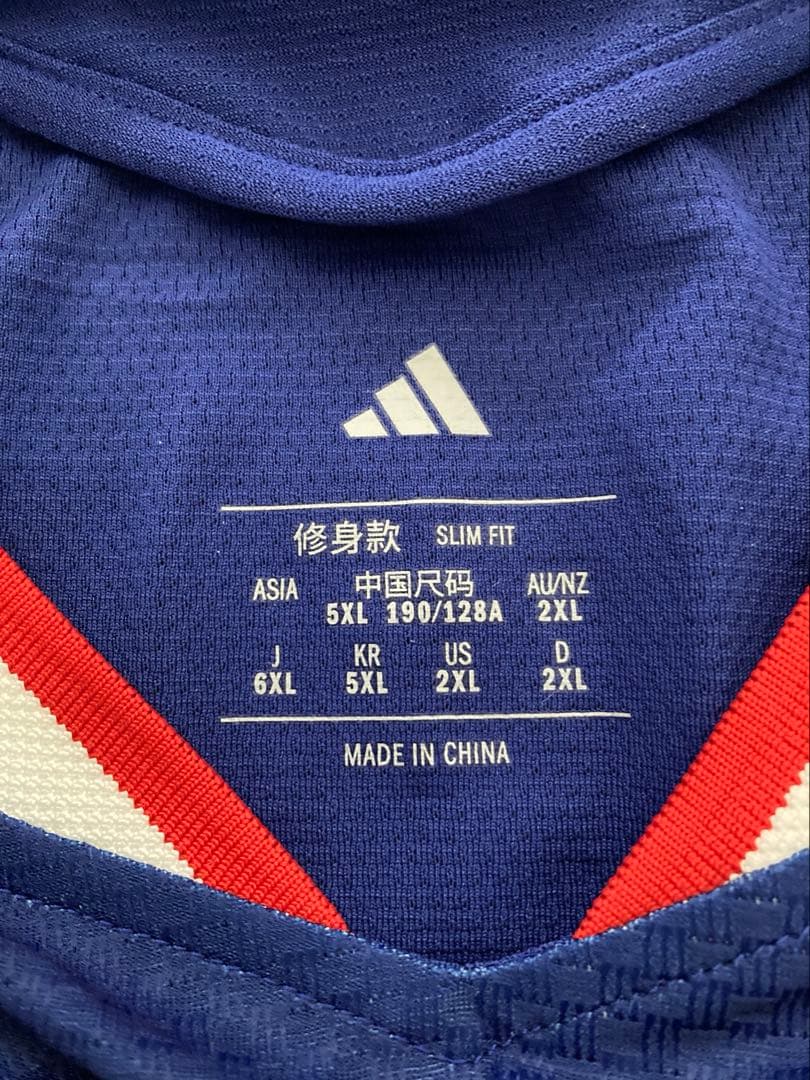 修身款 SLIM FIT
ASIA 中国尺码 AU/NZ
5XL 190/128A 2XL
J KR US D
6XL 5XL 2XL 2XL
MADE IN CHINA